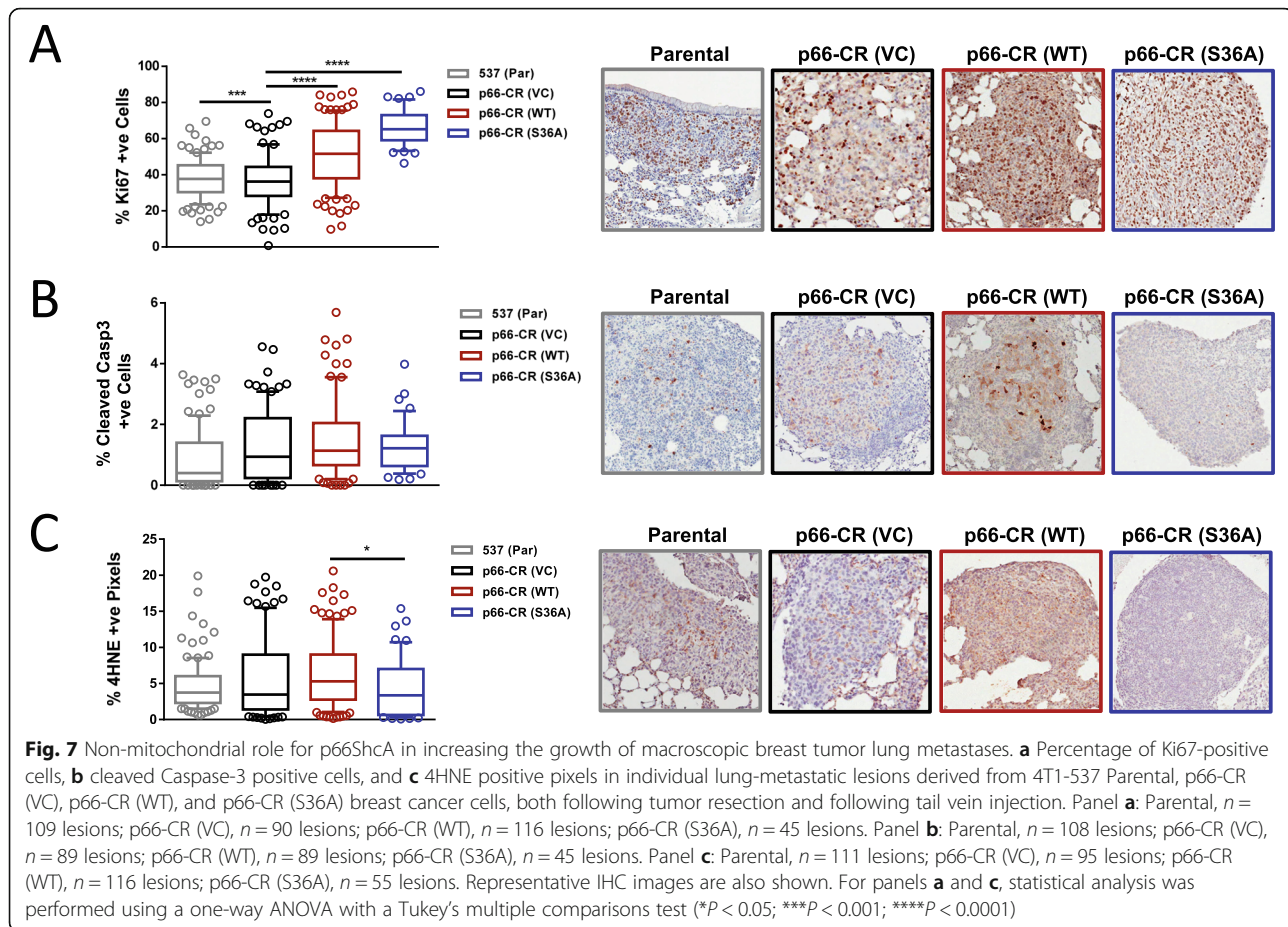 A
% Ki67 +ve Cells
100
80
60
40
20
0
***
****
****
537 (Par)
p66-CR (VC)
p66-CR (WT)
p66-CR (S36A)
Parental
p66-CR (VC)
p66-CR (WT)
p66-CR (S36A)
B
% Cleaved Casp3
+ve Cells
6
4
2
0
537 (Par)
p66-CR (VC)
p66-CR (WT)
p66-CR (S36A)
Parental
p66-CR (VC)
p66-CR (WT)
p66-CR (S36A)
C
% 4HNE +ve Pixels
25
20
15
10
5
0
*
537 (Par)
p66-CR (VC)
p66-CR (WT)
p66-CR (S36A)
Parental
p66-CR (VC)
p66-CR (WT)
p66-CR (S36A)
Fig. 7 Non-mitochondrial role for p66ShcA in increasing the growth of macroscopic breast tumor lung metastases. a Percentage of Ki67-positive
cells, b cleaved Caspase-3 positive cells, and c 4HNE positive pixels in individual lung-metastatic lesions derived from 4T1-537 Parental, p66-CR
(VC), p66-CR (WT), and p66-CR (S36A) breast cancer cells, both following tumor resection and following tail vein injection. Panel a: Parental, n =
109 lesions; p66-CR (VC), n = 90 lesions; p66-CR (WT), n = 116 lesions; p66-CR (S36A), n = 45 lesions. Panel b: Parental, n = 108 lesions; p66-CR (VC),
n = 89 lesions; p66-CR (WT), n = 89 lesions; p66-CR (S36A), n = 45 lesions. Panel c: Parental, n = 111 lesions; p66-CR (VC), n = 95 lesions; p66-CR
(WT), n = 116 lesions; p66-CR (S36A), n = 55 lesions. Representative IHC images are also shown. For panels a and c, statistical analysis was
performed using a one-way ANOVA with a Tukey's multiple comparisons test (*P < 0.05; ***P < 0.001; ****P < 0.0001)